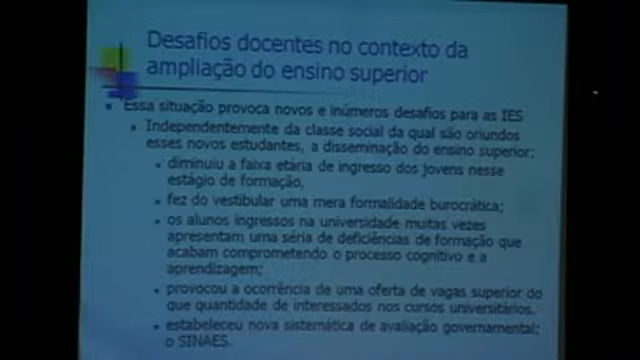 Desafios docentes no contexto da
ampliação do ensino superior
Essa situação provoca novos e inúmeros desafios para as IES
Independentemente da classe social da qual são oriundos
esses novos estudantes, a disseminação do ensino superior:
diminuiu a faixa etária de ingresso dos jovens nesse
estágio de formação,
fez do vestibular uma mera formalidade burocrática;
os alunos ingressos na universidade muitas vezes
apresentam uma séria de deficiências de formação que
acabam comprometendo o processo cognitivo e a
aprendizagem;
provocou a ocorrência de uma oferta de vagas superior do
que quantidade de interessados nos cursos universitários.
estabeleceu nova sistemática de avaliação governamental:
o SINAES.